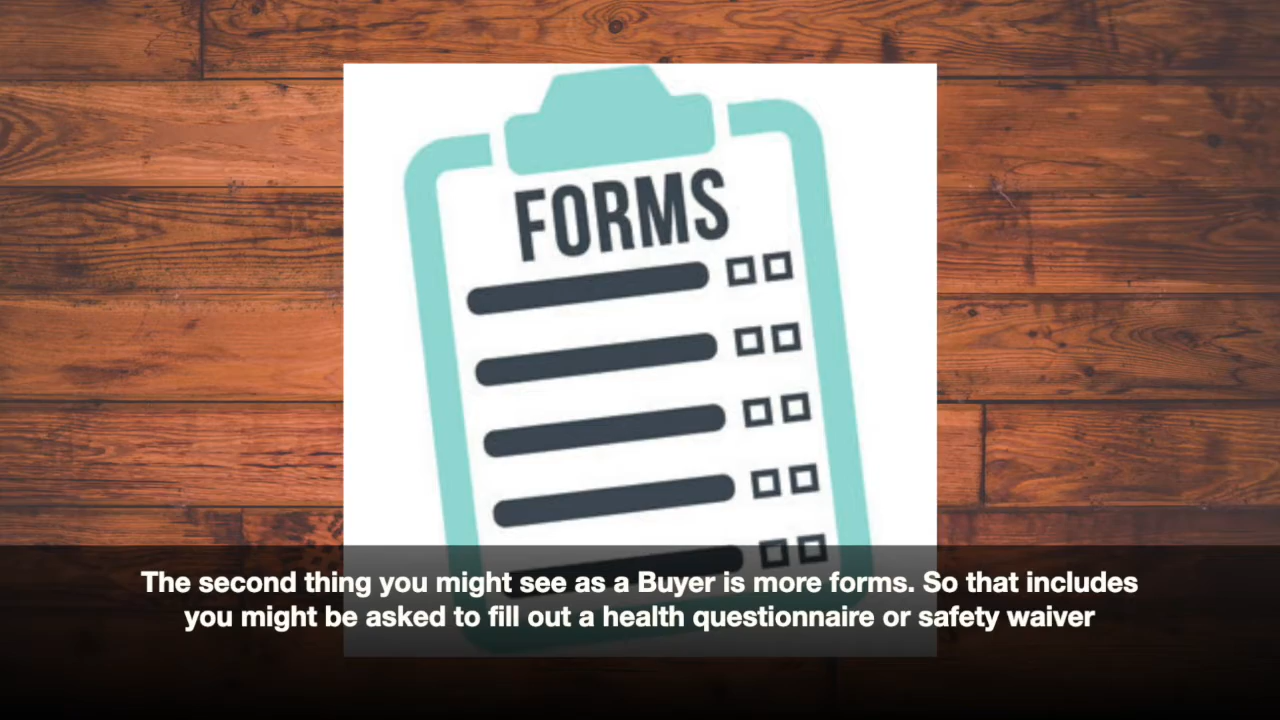 FORMS
The second thing you might see as a Buyer is more forms. So that includes
you might be asked to fill out a health questionnaire or safety waiver